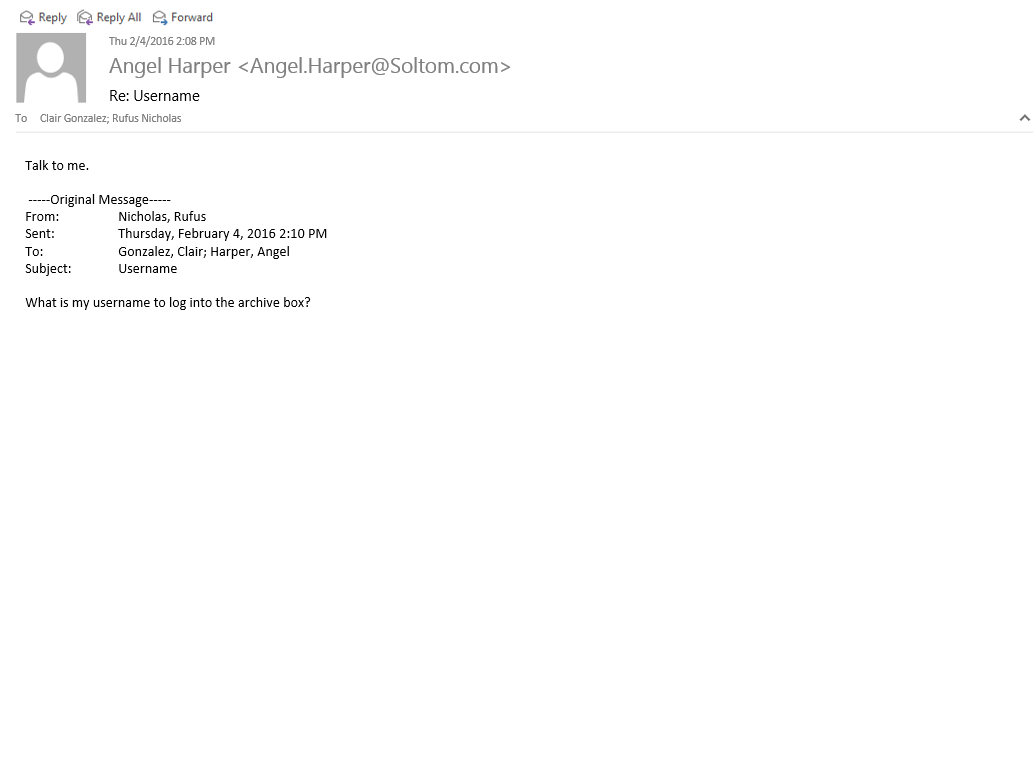 Reply Reply All Forward
Thu 2/4/2016 2:08 PM
Angel Harper <Angel.Harper@Soltom.com>
Re: Username
To Clair Gonzalez; Rufus Nicholas
Talk to me.
-----Original Message-----
From: Nicholas, Rufus
Sent: Thursday, February 4, 2016 2:10 PM
To: Gonzalez, Clair; Harper, Angel
Subject: Username
What is my username to log into the archive box?